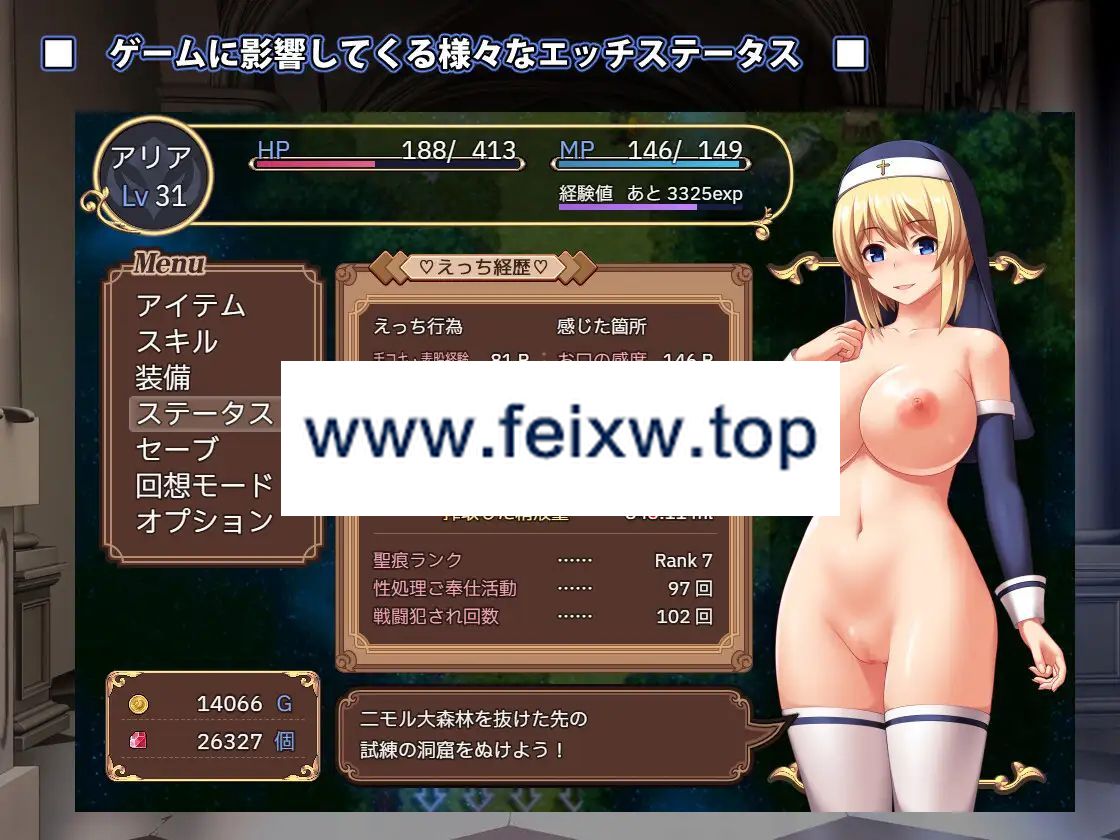 ■ ゲームに影響してくる様々なエッチステータス ■
アリア
Lv 31
HP 188/ 413
MP 146/ 149
経験値 あと 3325exp
Menu
アイテム
スキル
装備
ステータス
セーブ
回想モード
オプション
♡えっち経歴♡
えっち行為 感じた箇所
81 お口の感度 146
www.feixw.top
聖痕ランク …… Rank 7
性処理ご奉仕活動 …… 97 回
戦闘犯され回数 …… 102 回
14066 G
26327 個
ニモル大森林を抜けた先の
試練の洞窟をぬけよう！